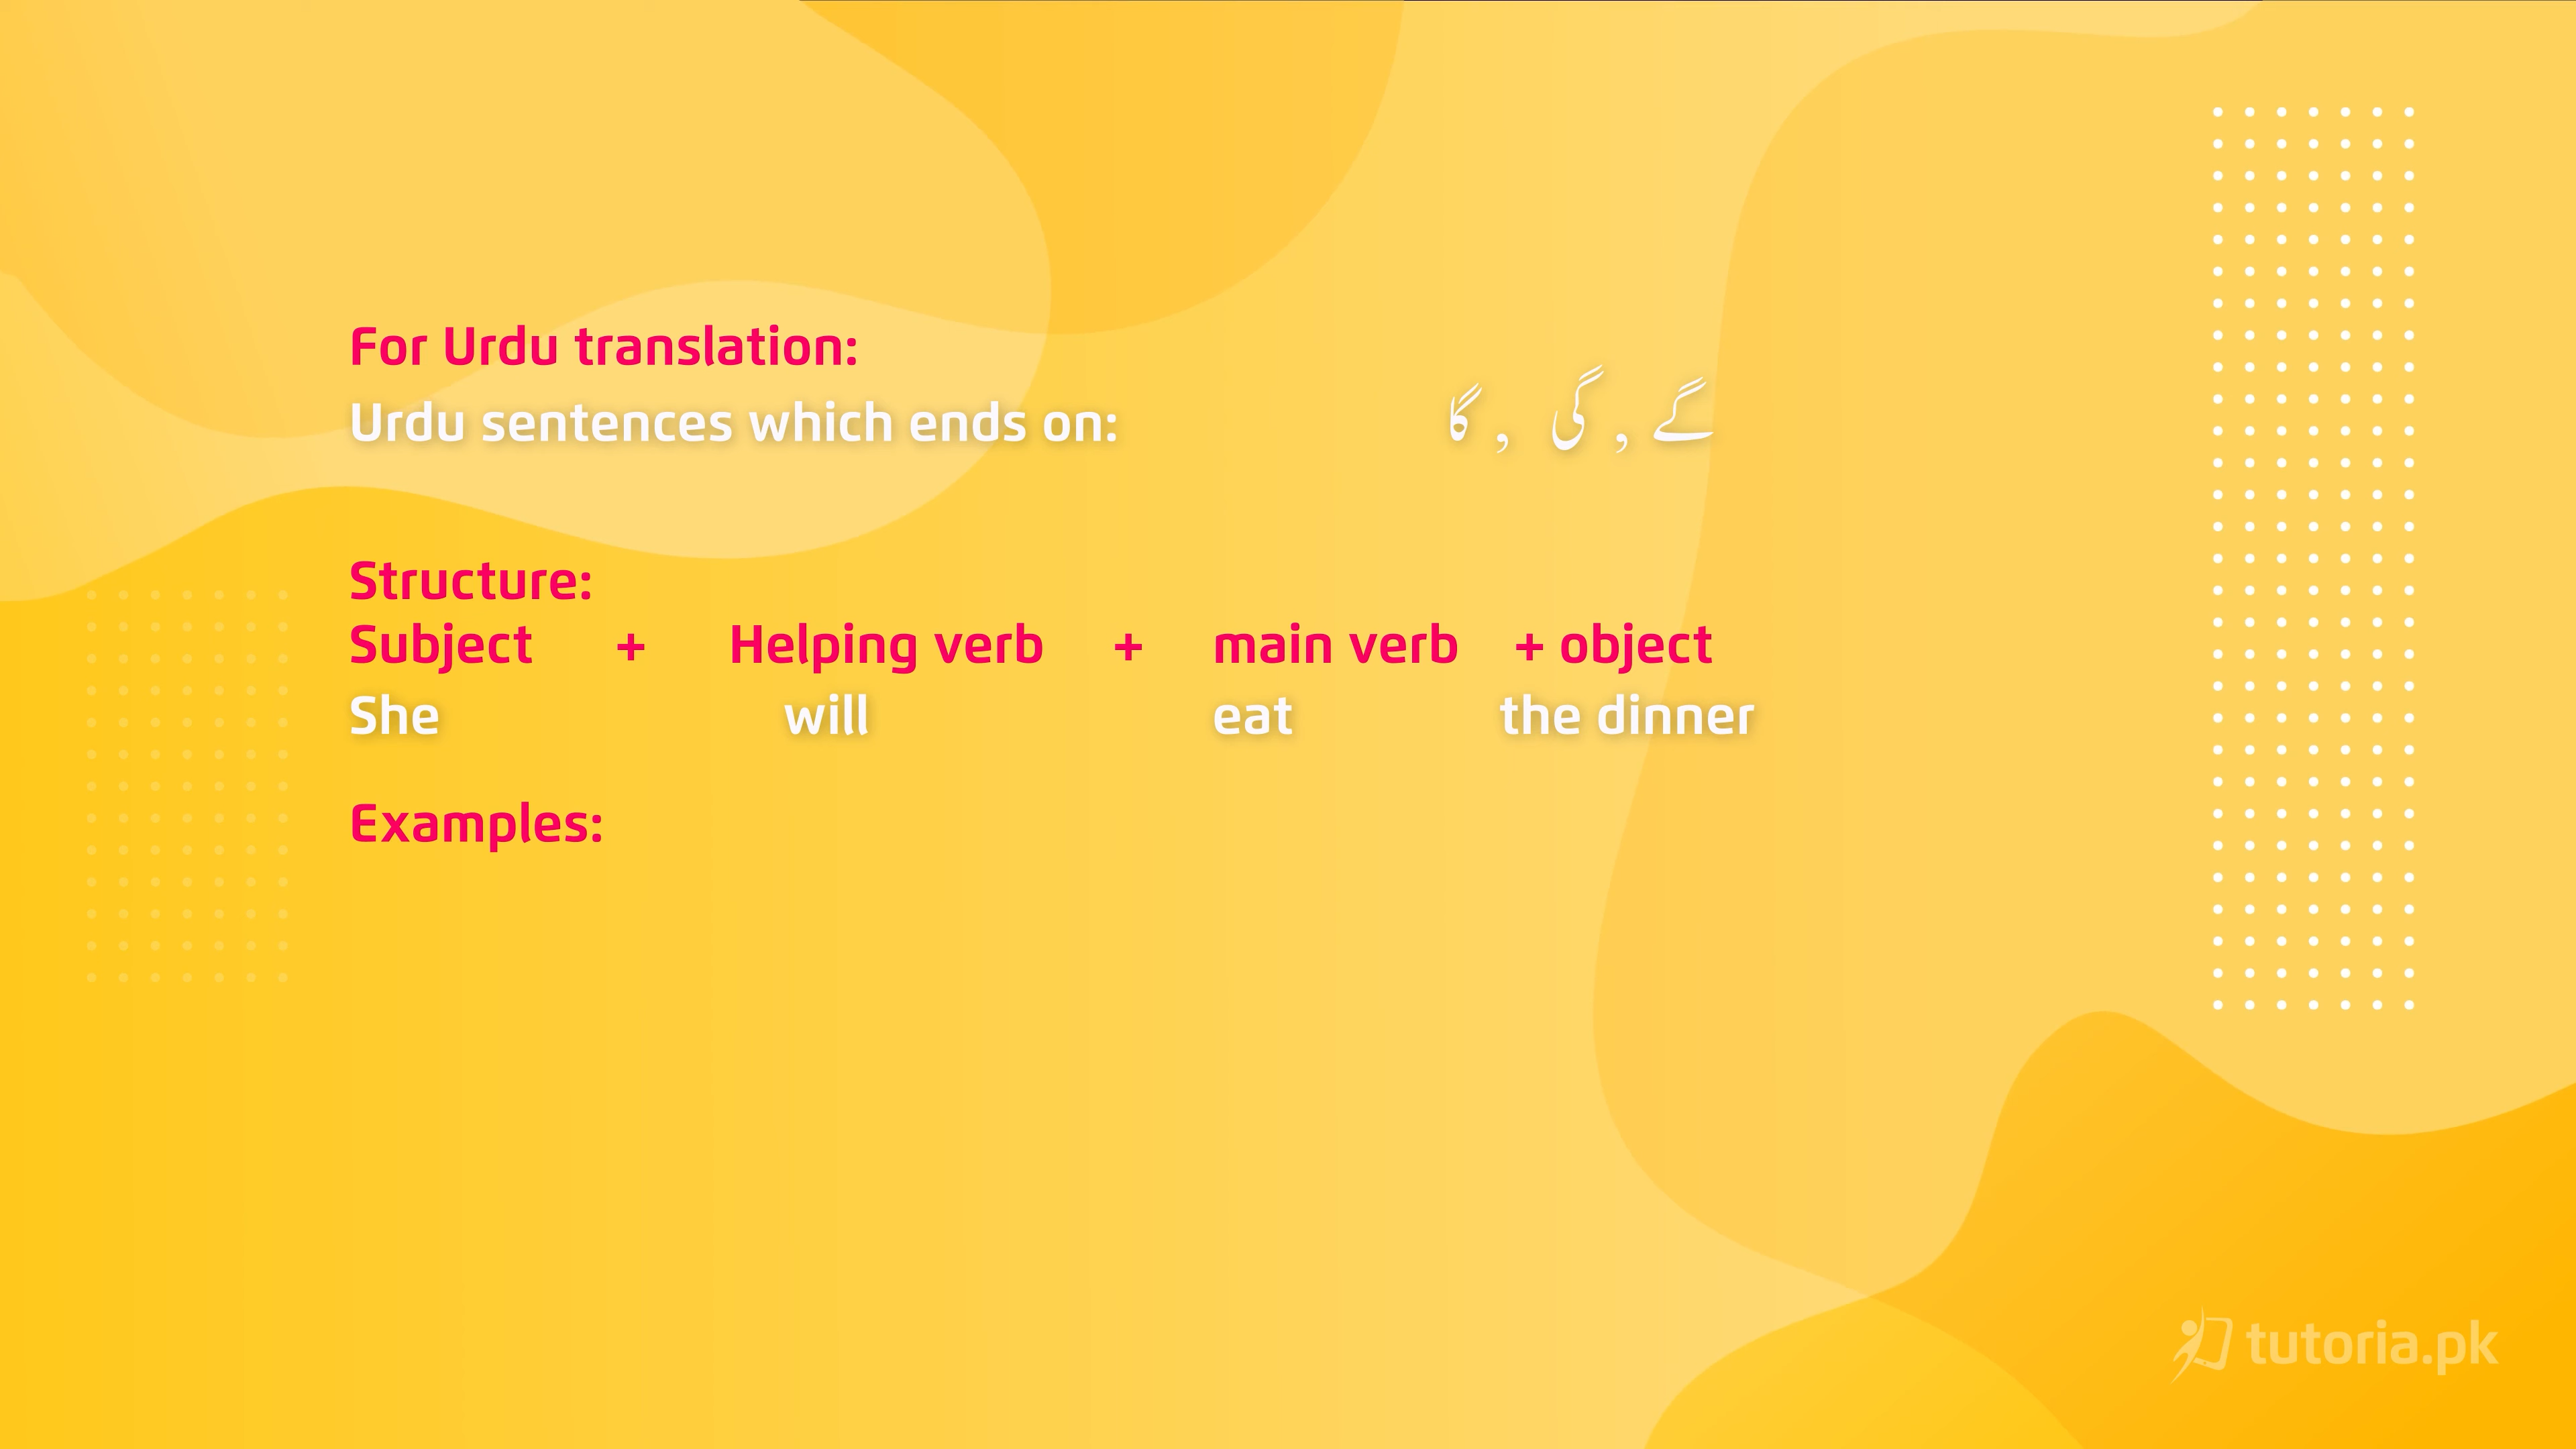 For Urdu translation:
Urdu sentences which ends on: گا , گی , گے
Structure:
Subject + Helping verb + main verb + object
She will eat the dinner
Examples:
tutoria.pk